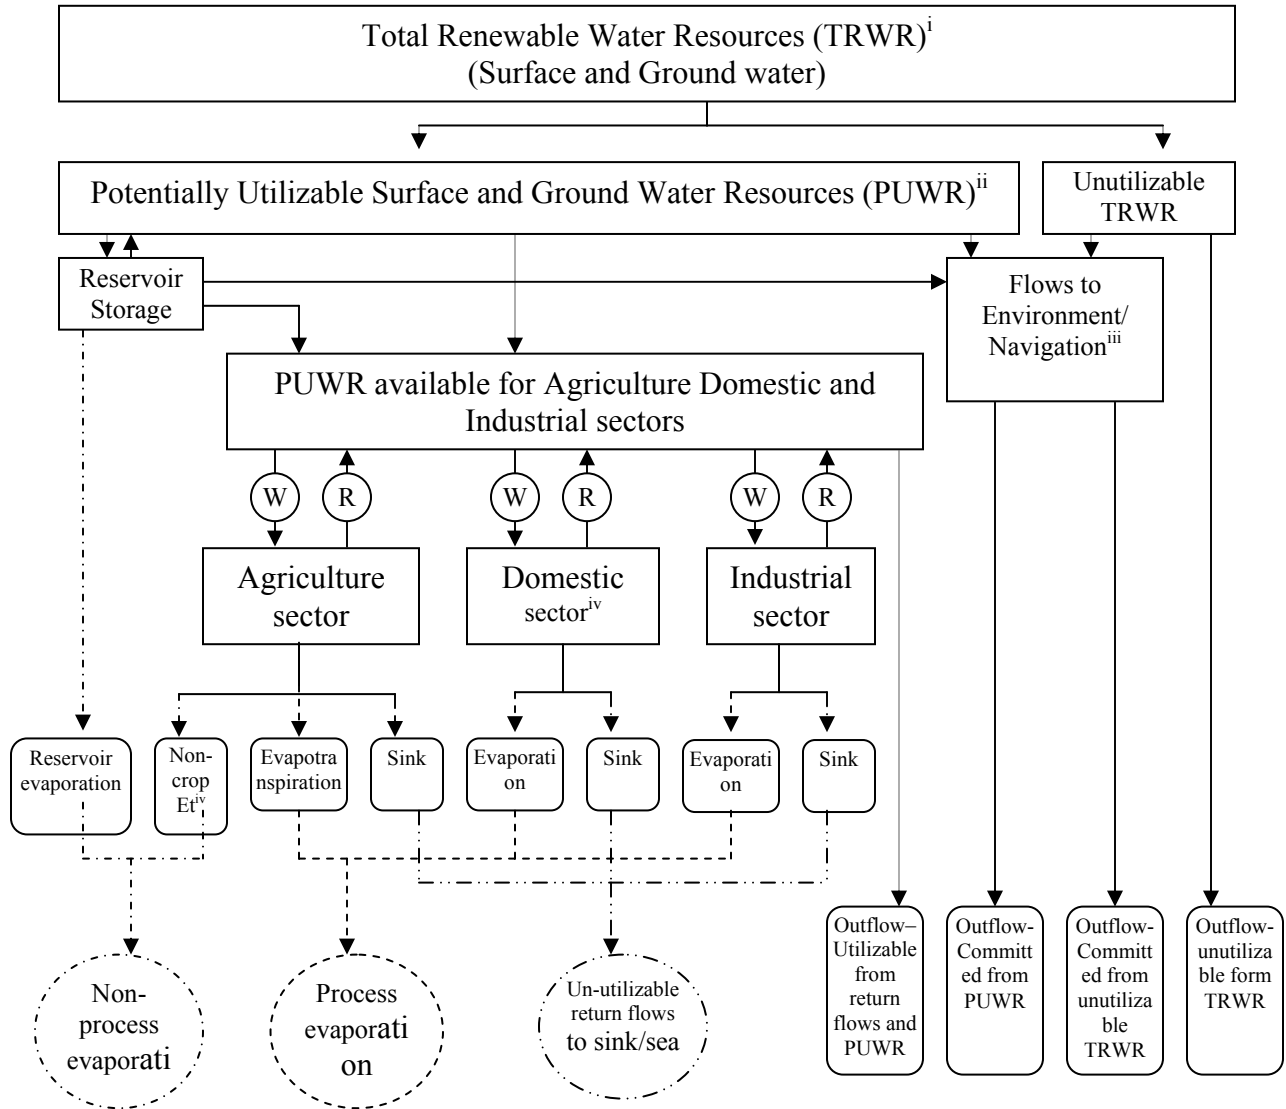 Total Renewable Water Resources (TRWR)i
(Surface and Ground water)
Potentially Utilizable Surface and Ground Water Resources (PUWR)ii
Unutilizable
TRWR
Reservoir
Storage
Flows to
Environment/
Navigationiii
PUWR available for Agriculture Domestic and
Industrial sectors
W
R
W
R
W
R
Agriculture
sector
Domestic
sectoriv
Industrial
sector
Reservoir
evaporation
Non-
crop
Etiv
Evapotra
nspiration
Sink
Evaporati
on
Sink
Evaporati
on
Sink
Outflow–
Utilizable
from
return
flows and
PUWR
Outflow-
Committ
ed from
PUWR
Outflow-
Committ
ed from
unutiliza
ble
TRWR
Outflow-
unutiliza
ble form
TRWR
Non-
process
evaporati
Process
evaporati
on
Un-utilizable
return flows
to sink/sea